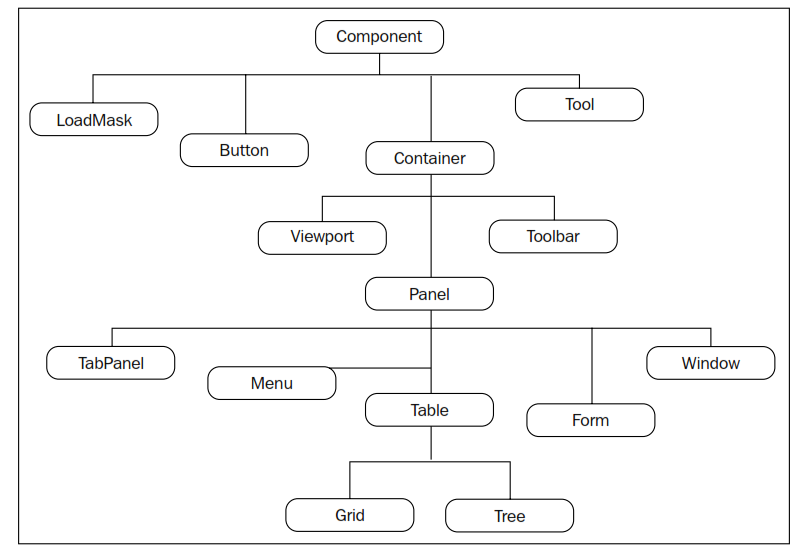 Component
LoadMask
Button
Container
Tool
Viewport
Toolbar
Panel
TabPanel
Menu
Table
Form
Window
Grid
Tree